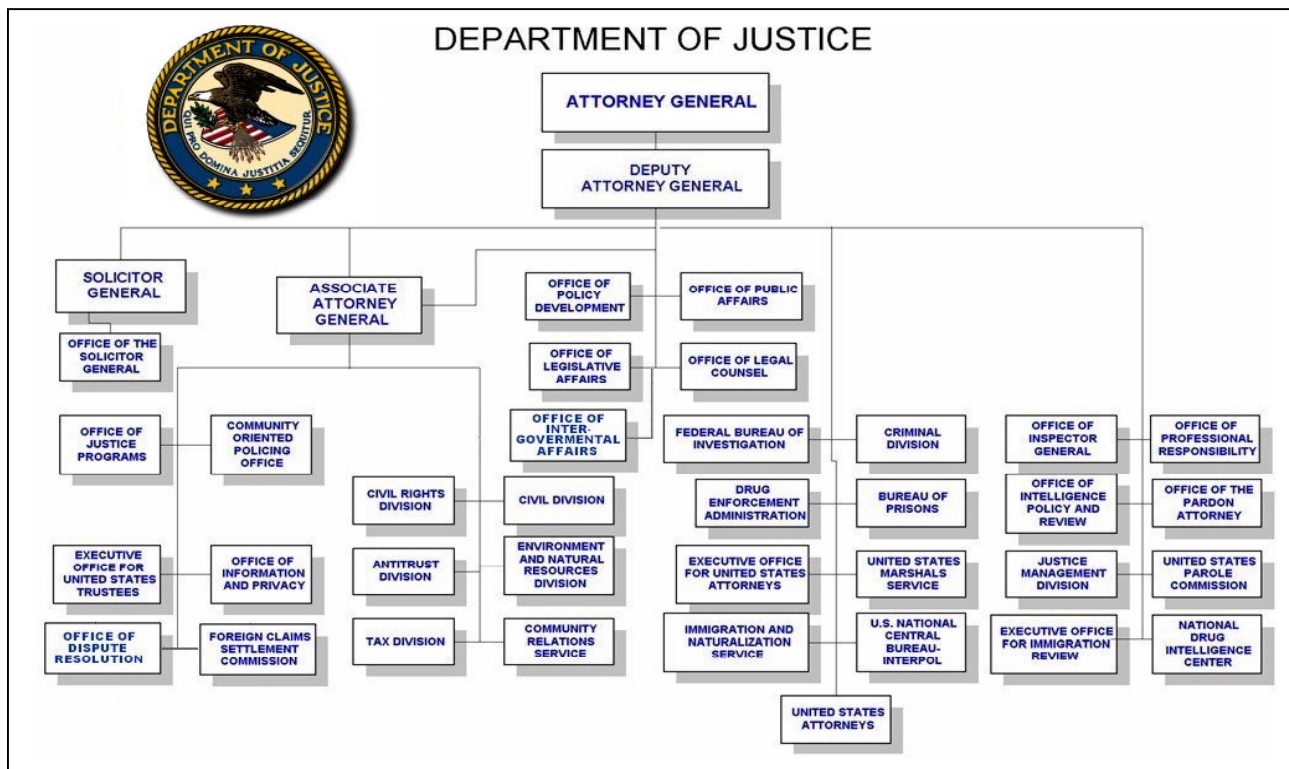 DEPARTMENT OF JUSTICE
DEPARTMENT OF JUSTICE
QUI PRO DOMINA JUSTITIA SEQUITUR
ATTORNEY GENERAL
DEPUTY
ATTORNEY GENERAL
SOLICITOR
GENERAL
ASSOCIATE
ATTORNEY
GENERAL
OFFICE OF
POLICY
DEVELOPMENT
OFFICE OF PUBLIC
AFFAIRS
OFFICE OF THE
SOLICITOR
GENERAL
OFFICE OF
LEGISLATIVE
AFFAIRS
OFFICE OF LEGAL
COUNSEL
OFFICE OF
JUSTICE
PROGRAMS
COMMUNITY
ORIENTED
POLICING
OFFICE
OFFICE OF
INTER-
GOVERMENTAL
AFFAIRS
FEDERAL BUREAU OF
INVESTIGATION
CRIMINAL
DIVISION
OFFICE OF
INSPECTOR
GENERAL
OFFICE OF
PROFESSIONAL
RESPONSIBILITY
CIVIL RIGHTS
DIVISION
CIVIL DIVISION
DRUG
ENFORCEMENT
ADMINISTRATION
BUREAU OF
PRISONS
OFFICE OF
INTELLIGENCE
POLICY AND
REVIEW
OFFICE OF THE
PARDON
ATTORNEY
EXECUTIVE
OFFICE FOR
UNITED STATES
TRUSTEES
OFFICE OF
INFORMATION
AND PRIVACY
ANTITRUST
DIVISION
ENVIRONMENT
AND NATURAL
RESOURCES
DIVISION
EXECUTIVE OFFICE
FOR UNITED STATES
ATTORNEYS
UNITED STATES
MARSHALS
SERVICE
JUSTICE
MANAGEMENT
DIVISION
UNITED STATES
PAROLE
COMMISSION
OFFICE OF
DISPUTE
RESOLUTION
FOREIGN CLAIMS
SETTLEMENT
COMMISSION
TAX DIVISION
COMMUNITY
RELATIONS
SERVICE
IMMIGRATION AND
NATURALIZATION
SERVICE
U.S. NATIONAL
CENTRAL
BUREAU-
INTERPOL
EXECUTIVE OFFICE
FOR IMMIGRATION
REVIEW
NATIONAL
DRUG
INTELLIGENCE
CENTER
UNITED STATES
ATTORNEYS